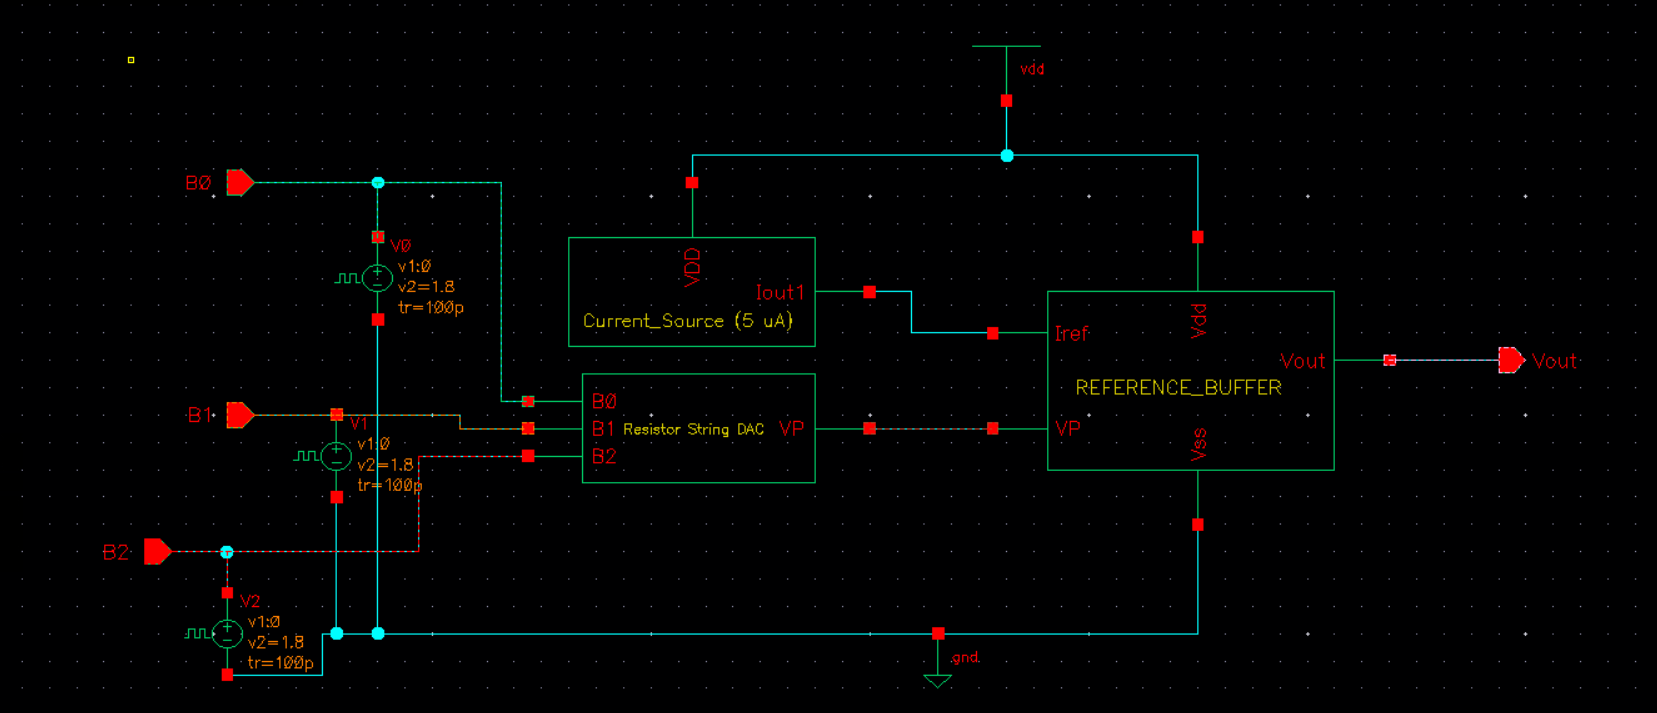 vdd
B0
V0
v1:0
v2=1.8
tr=100p
VDD
Iout1
Current_Source (5 uA)
Iref
Vdd
Vout
Vout
REFERENCE_BUFFER
B1
V1
v1:0
v2=1.8
tr=100p
B0
B1 Resistor String DAC VP
B2
VP
Vss
B2
V2
v1:0
v2=1.8
tr=100p
gnd